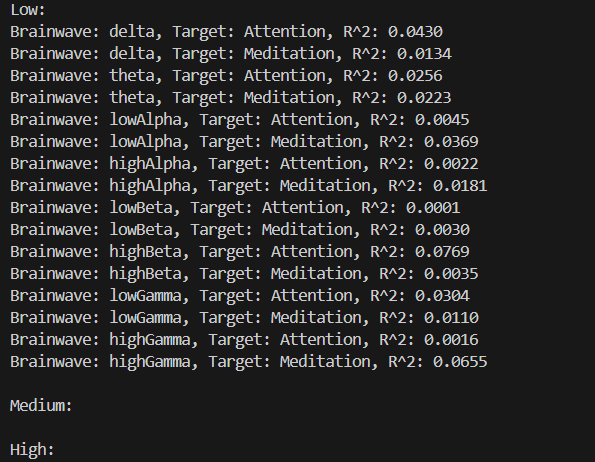 Low:
Brainwave: delta, Target: Attention, R^2: 0.0430
Brainwave: delta, Target: Meditation, R^2: 0.0134
Brainwave: theta, Target: Attention, R^2: 0.0256
Brainwave: theta, Target: Meditation, R^2: 0.0223
Brainwave: lowAlpha, Target: Attention, R^2: 0.0045
Brainwave: lowAlpha, Target: Meditation, R^2: 0.0369
Brainwave: highAlpha, Target: Attention, R^2: 0.0022
Brainwave: highAlpha, Target: Meditation, R^2: 0.0181
Brainwave: lowBeta, Target: Attention, R^2: 0.0001
Brainwave: lowBeta, Target: Meditation, R^2: 0.0030
Brainwave: highBeta, Target: Attention, R^2: 0.0769
Brainwave: highBeta, Target: Meditation, R^2: 0.0035
Brainwave: lowGamma, Target: Attention, R^2: 0.0304
Brainwave: lowGamma, Target: Meditation, R^2: 0.0110
Brainwave: highGamma, Target: Attention, R^2: 0.0016
Brainwave: highGamma, Target: Meditation, R^2: 0.0655
Medium:
High: